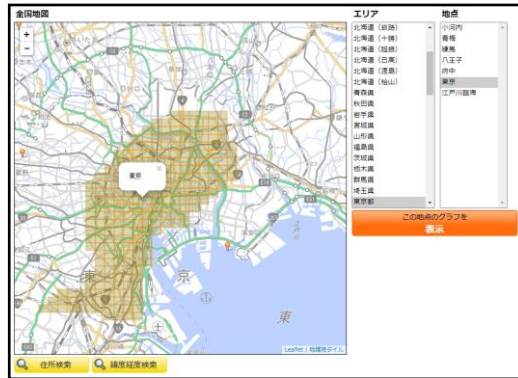 全国地図
+
−
東京
×
東
京
東
Leaflet | 地理院タイル
住所検索
緯度経度検索
エリア
北海道（釧路）
北海道（十勝）
北海道（胆振）
北海道（日高）
北海道（渡島）
北海道（桧山）
青森県
秋田県
岩手県
宮城県
山形県
福島県
茨城県
栃木県
群馬県
埼玉県
東京都
地点
小河内
青梅
練馬
八王子
府中
東京
江戸川臨海
この地点のグラフを
表示